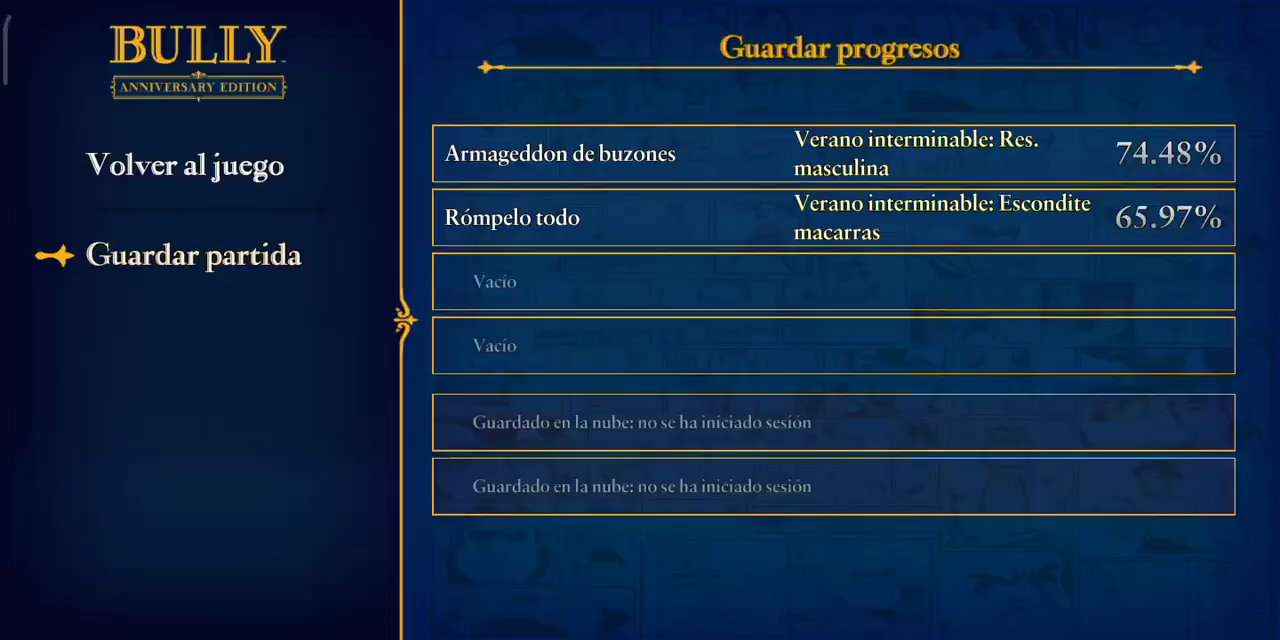 BULLY
ANNIVERSARY EDITION
Volver al juego
Guardar partida
Guardar progresos
Armageddon de buzones
Verano interminable: Res.
masculina
74.48%
Rómpelo todo
Verano interminable: Escondite
macarras
65.97%
Vacío
Vacío
Guardado en la nube: no se ha iniciado sesión
Guardado en la nube: no se ha iniciado sesión